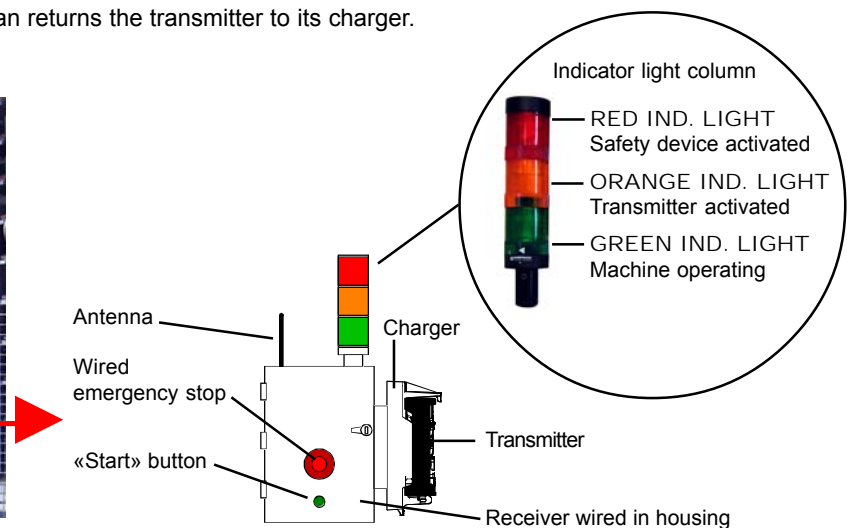 an returns the transmitter to its charger.
Indicator light column
RED IND. LIGHT
Safety device activated
ORANGE IND. LIGHT
Transmitter activated
GREEN IND. LIGHT
Machine operating
Antenna
Charger
Wired
emergency stop
Transmitter
«Start» button
Receiver wired in housing